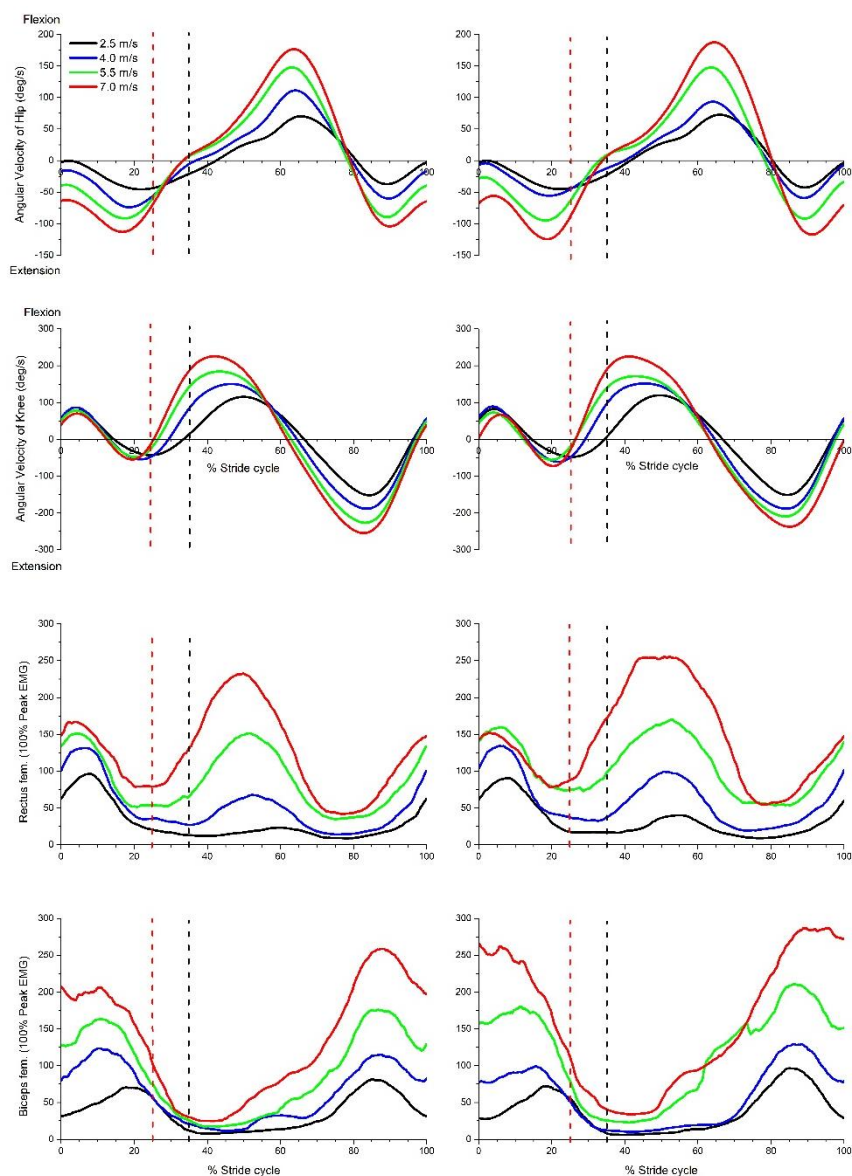 Flexion
200
150
100
50
0
-50
-100
-150
2.5 m/s
4.0 m/s
5.5 m/s
7.0 m/s
Angular Velocity of Hip (deg/s)
0 20 40 60 80 100
Extension
200
150
100
50
0
-50
-100
-150
0 20 40 60 80 100
Flexion
300
200
100
0
-100
-200
-300
Angular Velocity of Knee (deg/s)
0 20 40 60 80 100
% Stride cycle
Extension
300
200
100
0
-100
-200
-300
0 20 40 60 80 100
% Stride cycle
300
250
200
150
100
50
0
Rectus fem. (100% Peak EMG)
0 20 40 60 80 100
300
250
200
150
100
50
0
0 20 40 60 80 100
300
250
200
150
100
50
0
Biceps fem. (100% Peak EMG)
0 20 40 60 80 100
% Stride cycle
300
250
200
150
100
50
0
0 20 40 60 80 100
% Stride cycle